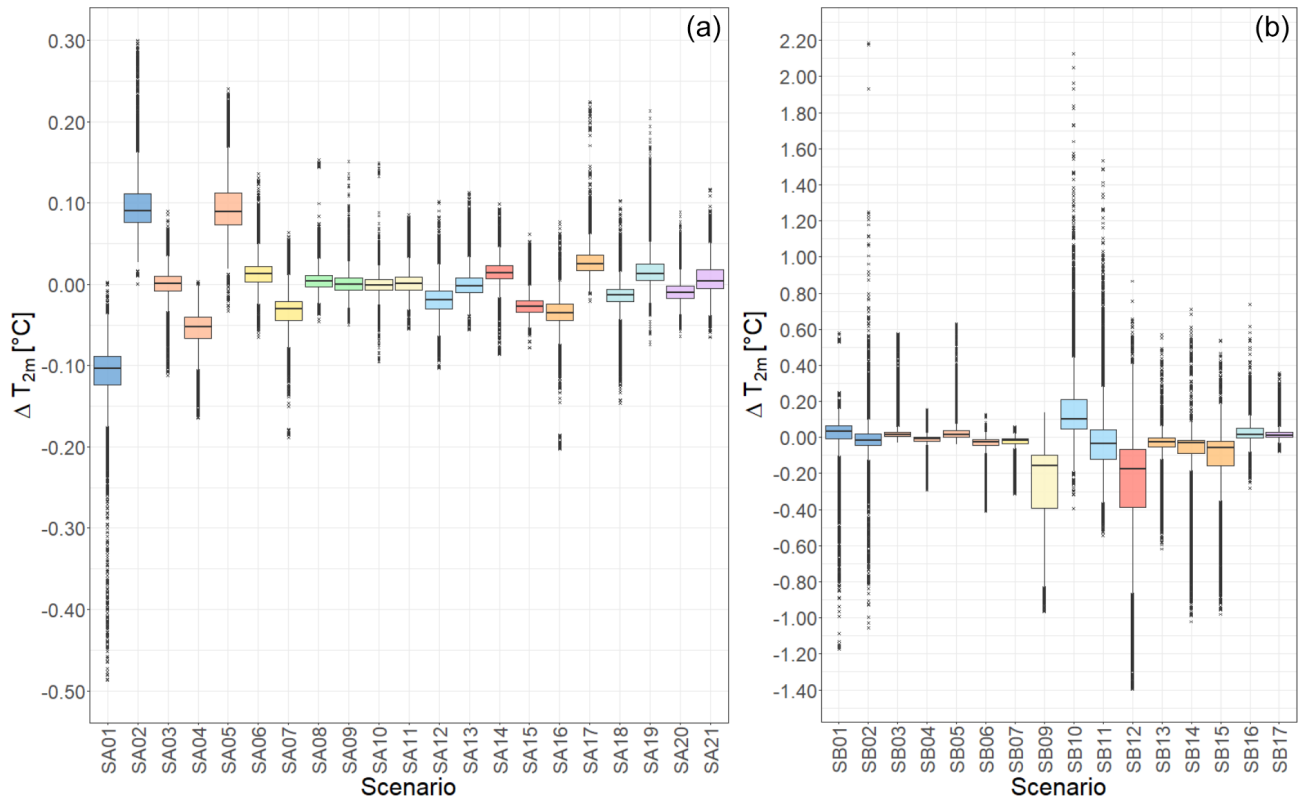 (a)
0.30
0.20
0.10
0.00
-0.10
-0.20
-0.30
-0.40
-0.50
Δ T2m [°C]
SA01
SA02
SA03
SA04
SA05
SA06
SA07
SA08
SA09
SA10
SA11
SA12
SA13
SA14
SA15
SA16
SA17
SA18
SA19
SA20
SA21
Scenario
(b)
2.20
2.00
1.80
1.60
1.40
1.20
1.00
0.80
0.60
0.40
0.20
0.00
-0.20
-0.40
-0.60
-0.80
-1.00
-1.20
-1.40
Δ T2m [°C]
SB01
SB02
SB03
SB04
SB05
SB06
SB07
SB09
SB10
SB11
SB12
SB13
SB14
SB15
SB16
SB17
Scenario